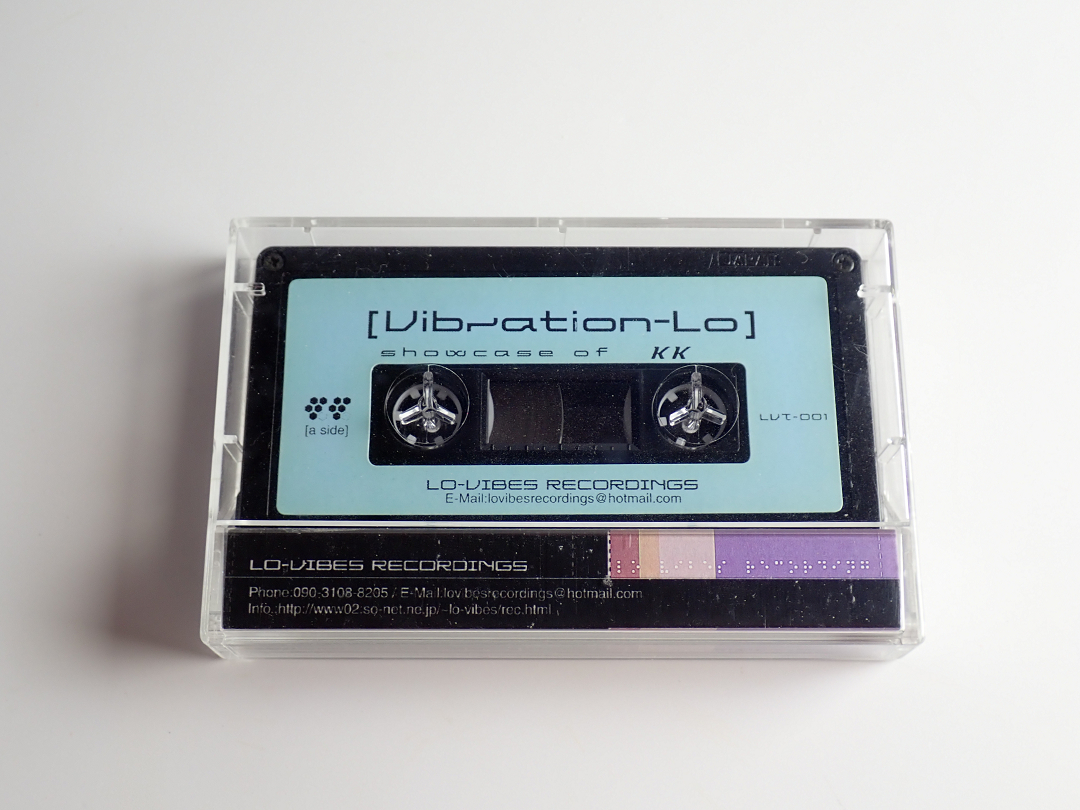 [Vibration-Lo]
showcase of KK
[a side]
LVT-001
LO-VIBES RECORDINGS
E-Mail:lovibesrecordings@hotmail.com
LO-VIBES RECORDINGS
Phone:090-3108-8205 / E-Mail:lovibesrecordings@hotmail.com
Info.:http://www02.so-net.ne.jp/~lo-vibes/rec.html